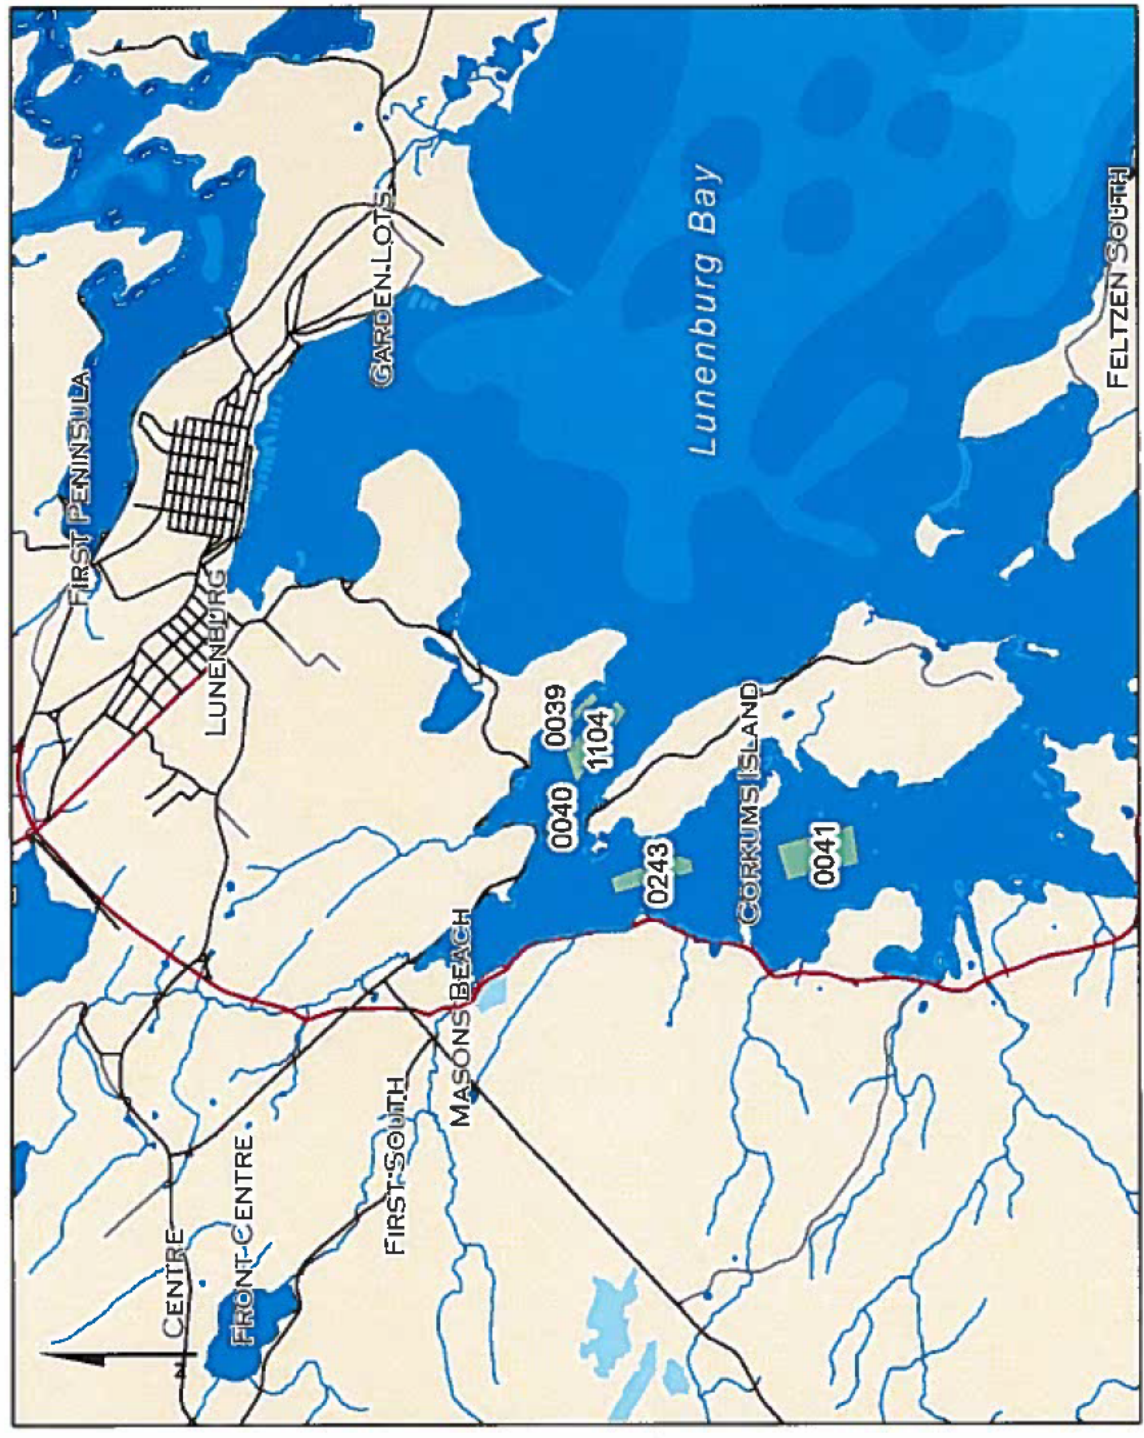 FIRST PENINSULA
GARDEN LOTS
LUNENBURG
Lunenburg Bay
FELTZEN SOUTH
0039
1104
0040
0243
CORKUMS ISLAND
0041
MASONS BEACH
FIRST SOUTH
FRONT CENTRE
CENTRE
N